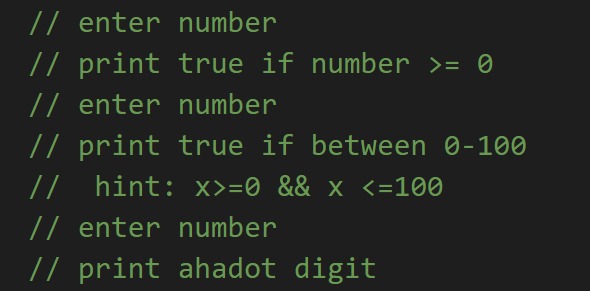 // enter number
// print true if number >= 0
// enter number
// print true if between 0-100
//  hint: x>=0 && x <=100
// enter number
// print ahadot digit